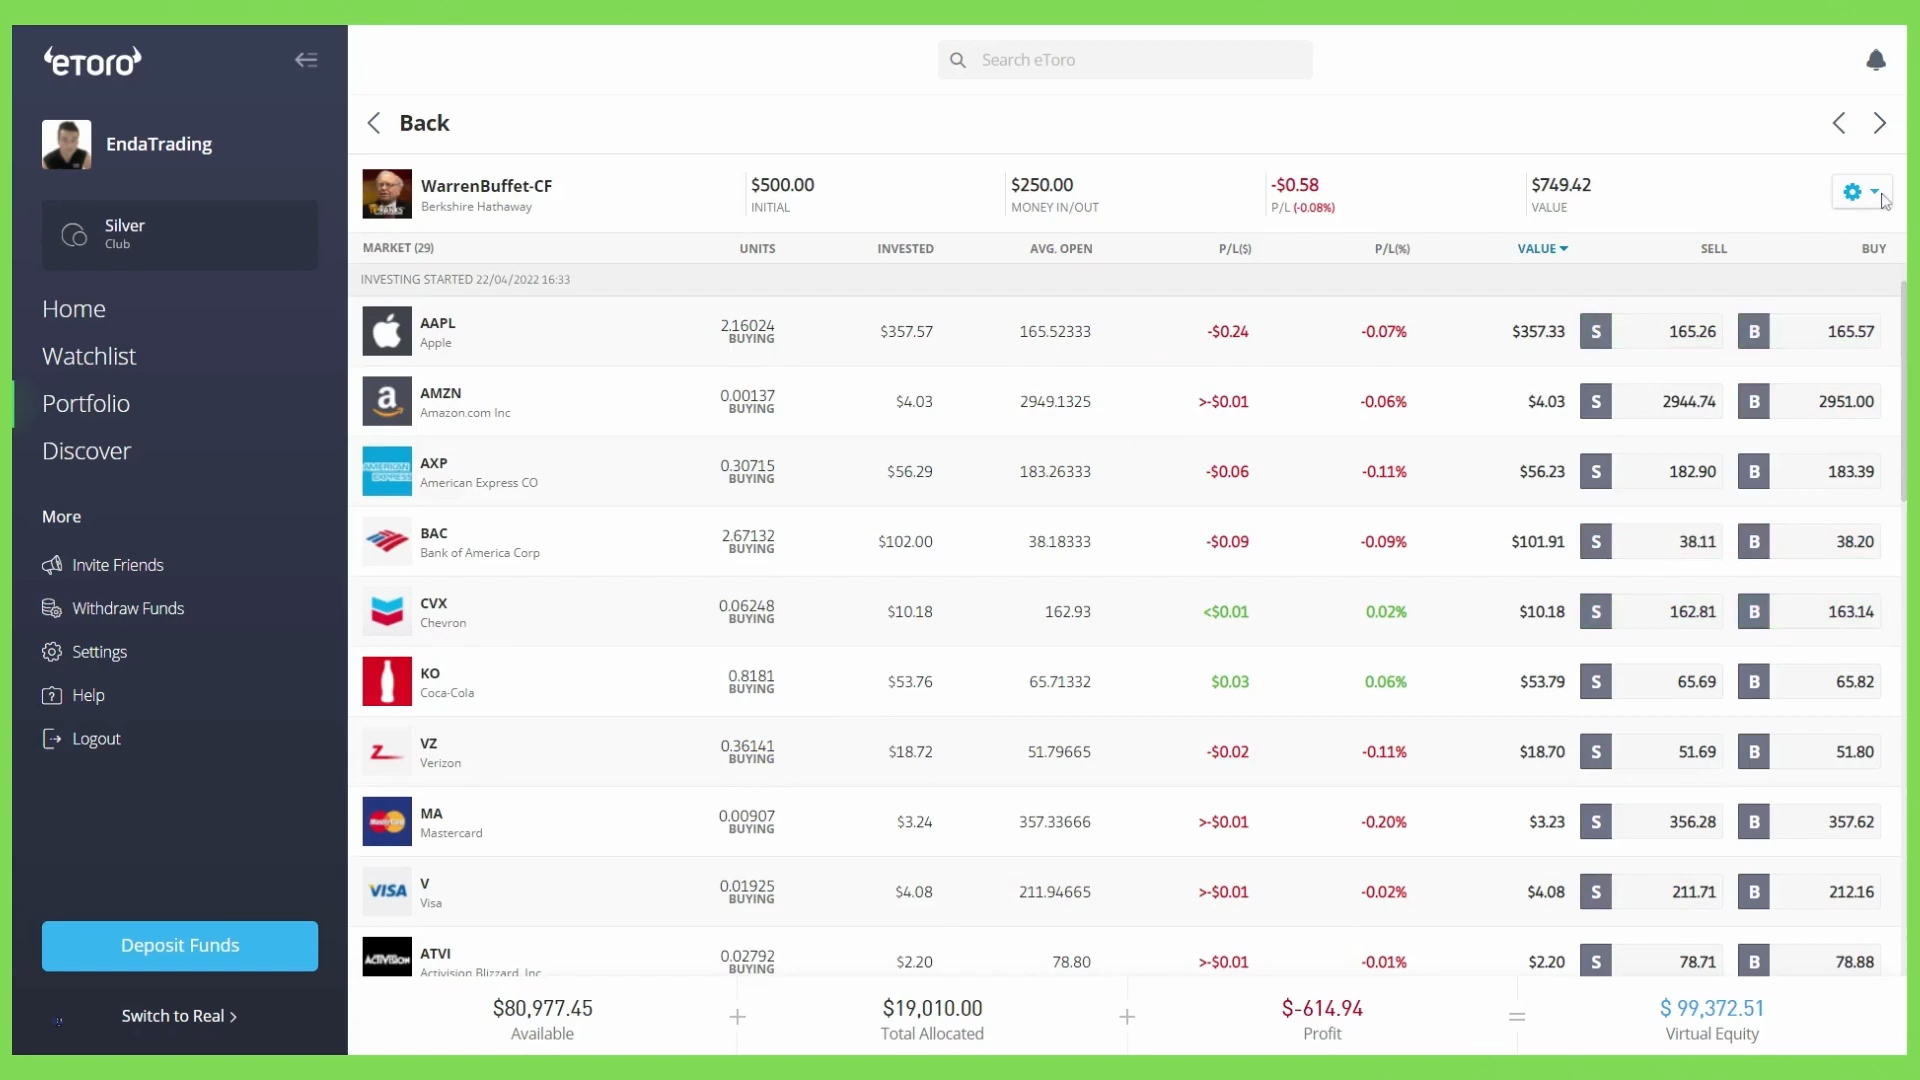 eToro
Search eToro
EndaTrading
Back
Silver
Club
Home
Watchlist
Portfolio
Discover
More
Invite Friends
Withdraw Funds
Settings
Help
Logout
Deposit Funds
Switch to Real >
WarrenBuffet-CF
Berkshire Hathaway
$500.00
INITIAL
$250.00
MONEY IN/OUT
-$0.58
P/L (-0.08%)
$749.42
VALUE
MARKET (29) UNITS INVESTED AVG. OPEN P/L($) P/L(%) VALUE SELL BUY
INVESTING STARTED 22/04/2022 16:33
AAPL
Apple
2.16024
BUYING
$357.57 165.52333 -$0.24 -0.07% $357.33 S 165.26 B 165.57
a
AMZN
Amazon.com Inc
0.00137
BUYING
$4.03 2949.1325 >-$0.01 -0.06% $4.03 S 2944.74 B 2951.00
AMERICAN
EXPRESS
AXP
American Express CO
0.30715
BUYING
$56.29 183.26333 -$0.06 -0.11% $56.23 S 182.90 B 183.39
BAC
Bank of America Corp
2.67132
BUYING
$102.00 38.18333 -$0.09 -0.09% $101.91 S 38.11 B 38.20
CVX
Chevron
0.06248
BUYING
$10.18 162.93 <$0.01 0.02% $10.18 S 162.81 B 163.14
KO
Coca-Cola
0.8181
BUYING
$53.76 65.71332 $0.03 0.06% $53.79 S 65.69 B 65.82
VZ
Verizon
0.36141
BUYING
$18.72 51.79665 -$0.02 -0.11% $18.70 S 51.69 B 51.80
MasterCard
MA
Mastercard
0.00907
BUYING
$3.24 357.33666 >-$0.01 -0.20% $3.23 S 356.28 B 357.62
VISA
V
Visa
0.01925
BUYING
$4.08 211.94665 >-$0.01 -0.02% $4.08 S 211.71 B 212.16
ACTIVISION
ATVI
Activision Blizzard, Inc
0.02792
BUYING
$2.20 78.80 >-$0.01 -0.01% $2.20 S 78.71 B 78.88
$80,977.45 + $19,010.00 + $-614.94 = $ 99,372.51
Available Total Allocated Profit Virtual Equity